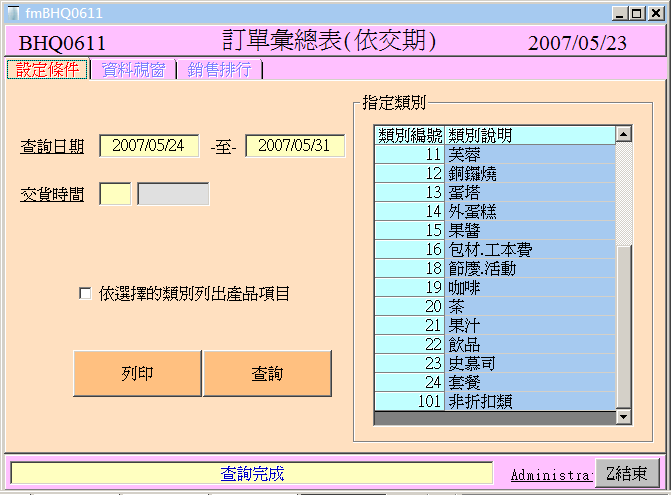 fmBHQ0611
BHQ0611 訂單彙總表(依交期) 2007/05/23
設定條件 資料視窗 銷售排行
指定類別
查詢日期 2007/05/24 -至- 2007/05/31
交貨時間
類別編號 類別說明
11 芙蓉
12 銅鑼燒
13 蛋塔
14 外蛋糕
15 果醬
16 包材.工本費
18 節慶.活動
19 咖啡
20 茶
21 果汁
22 飲品
23 史慕司
24 套餐
101 非折扣類
依選擇的類別列出產品項目
列印 查詢
查詢完成 Administra Z結束